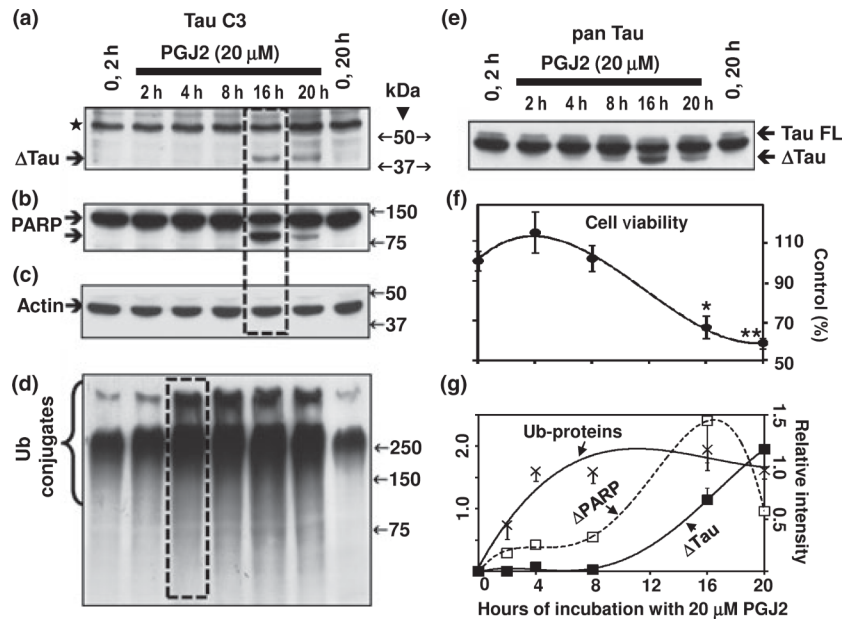 (a)
Tau C3
0, 2 h
PGJ2 (20 μM)
0, 20 h
2 h 4 h 8 h 16 h 20 h
kDa
★
←50→
ΔTau
←37→
(b)
PARP
←150
←75
(c)
Actin
←50
←37
(d)
Ub conjugates
←250
←150
←75
(e)
pan Tau
0, 2 h
PGJ2 (20 μM)
0, 20 h
2 h 4 h 8 h 16 h 20 h
← Tau FL
← ΔTau
(f)
Cell viability
*
**
110
90
70
50
Control (%)
(g)
Ub-proteins
ΔPARP
ΔTau
2.0
1.0
1.5
1.0
0.5
Relative intensity
0 4 8 12 16 20
Hours of incubation with 20 μM PGJ2